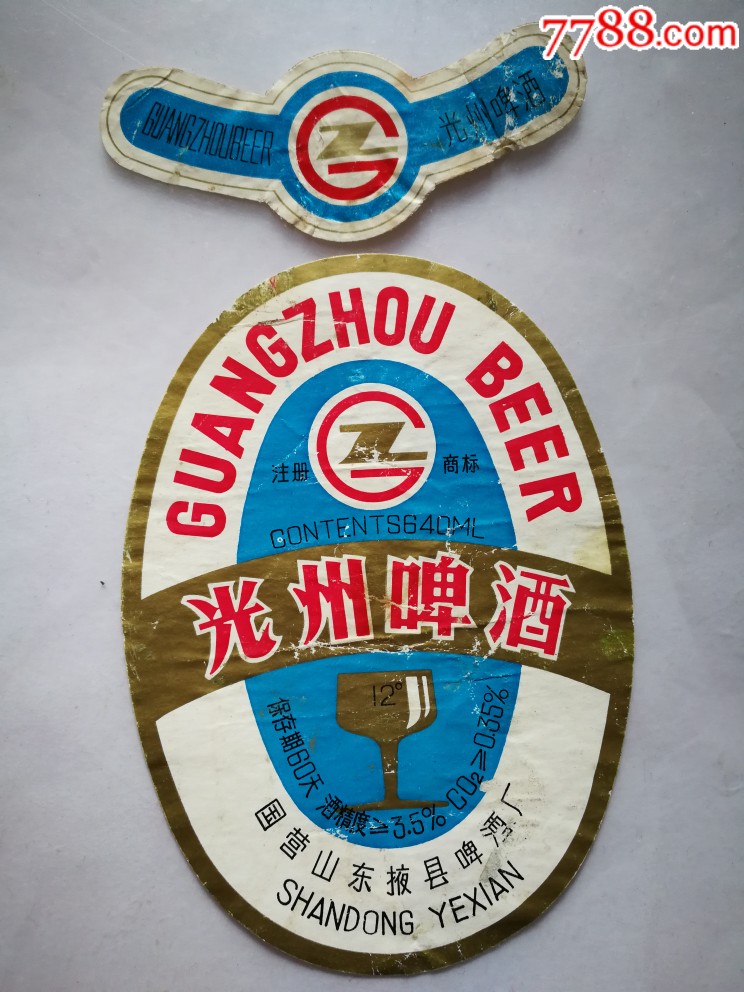 7788.com
GUANGZHOUBEER
光州啤酒
GUANGZHOU BEER
注册 商标
CONTENTS640ML
光州啤酒
12°
保存期60天 酒精度≥3.5% CO₂≥0.35%
国营山东掖县啤酒厂
SHANDONG YEXIAN